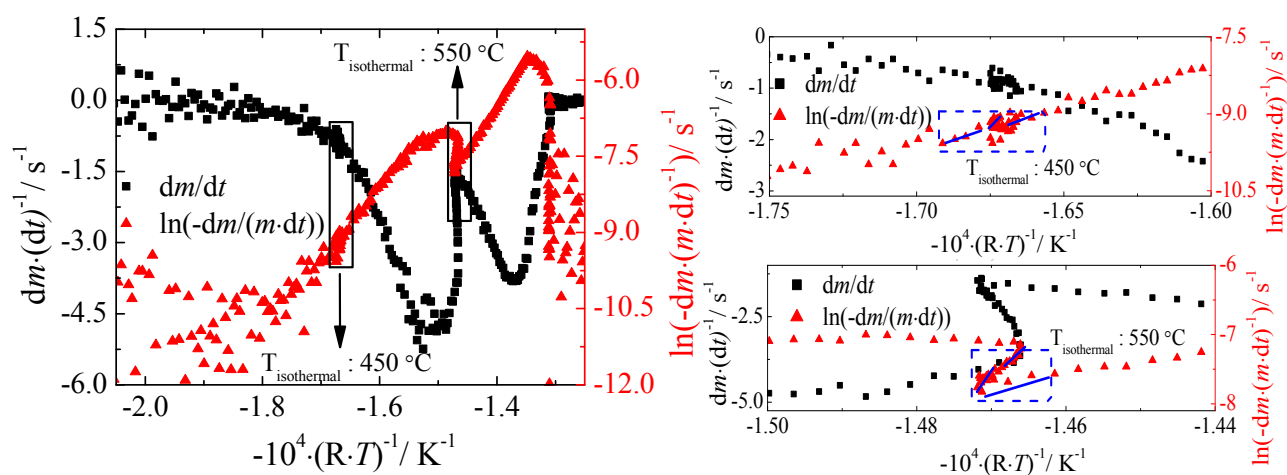 1.5
0.0
-1.5
-3.0
-4.5
-6.0
dm·(dt)⁻¹/ s⁻¹
T_isothermal : 550 °C
dm/dt
ln(-dm/(m·dt))
T_isothermal : 450 °C
-2.0 -1.8 -1.6 -1.4
-10⁴·(R·T)⁻¹/ K⁻¹
-6.0
-7.5
-9.0
-10.5
-12.0
ln(-dm·(m·dt)⁻¹)/ s⁻¹
0
-1
-2
-3
dm·(dt)⁻¹/ s⁻¹
dm/dt
ln(-dm/(m·dt))
T_isothermal : 450 °C
-1.75 -1.70 -1.65 -1.60
-10⁴·(R·T)⁻¹/ K⁻¹
-7.5
-9.0
-10.5
ln(-dm·(m·dt)⁻¹)/ s⁻¹
-2.5
-5.0
dm·(dt)⁻¹/ s⁻¹
dm/dt
ln(-dm/(m·dt))
T_isothermal : 550 °C
-1.50 -1.48 -1.46 -1.44
-10⁴·(R·T)⁻¹/ K⁻¹
-6
-7
-8
ln(-dm·(m·dt)⁻¹)/ s⁻¹